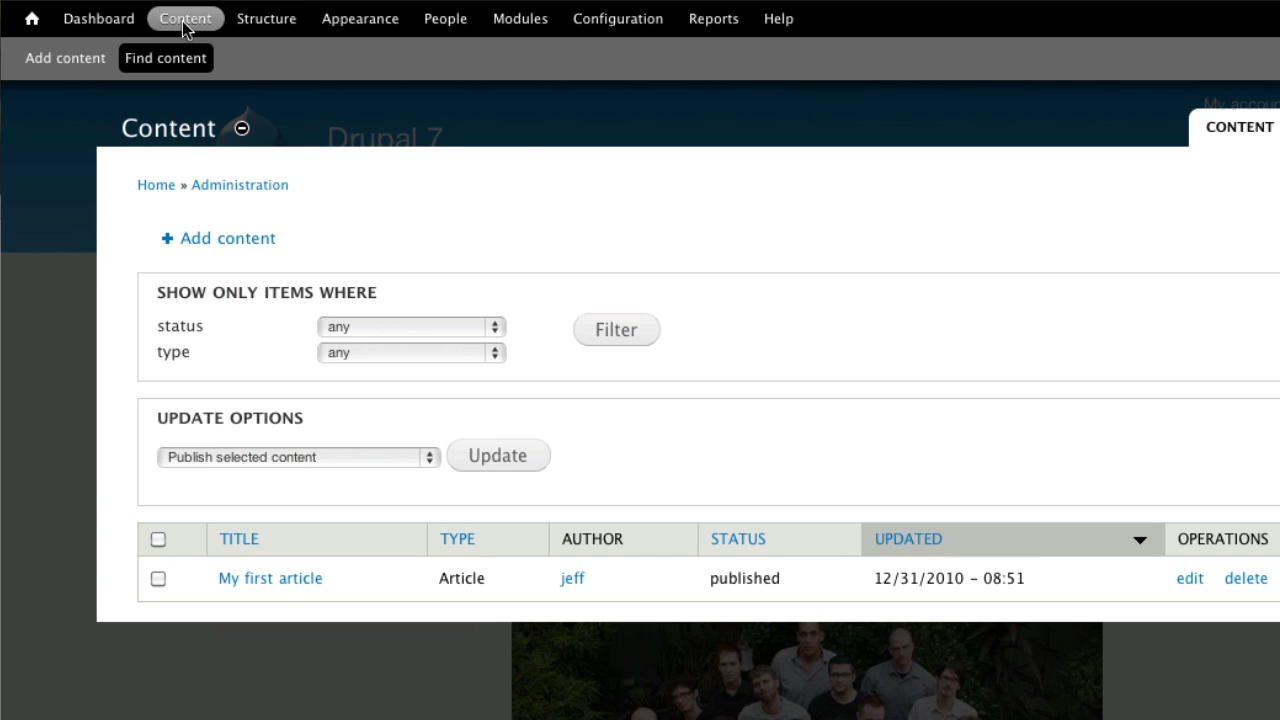 Dashboard Content Structure Appearance People Modules Configuration Reports Help
Add content Find content
My accoun
Content Drupal 7 CONTENT
Home » Administration
Add content
SHOW ONLY ITEMS WHERE
status any Filter
type any
UPDATE OPTIONS
Publish selected content Update
TITLE TYPE AUTHOR STATUS UPDATED OPERATIONS
My first article Article jeff published 12/31/2010 – 08:51 edit delete